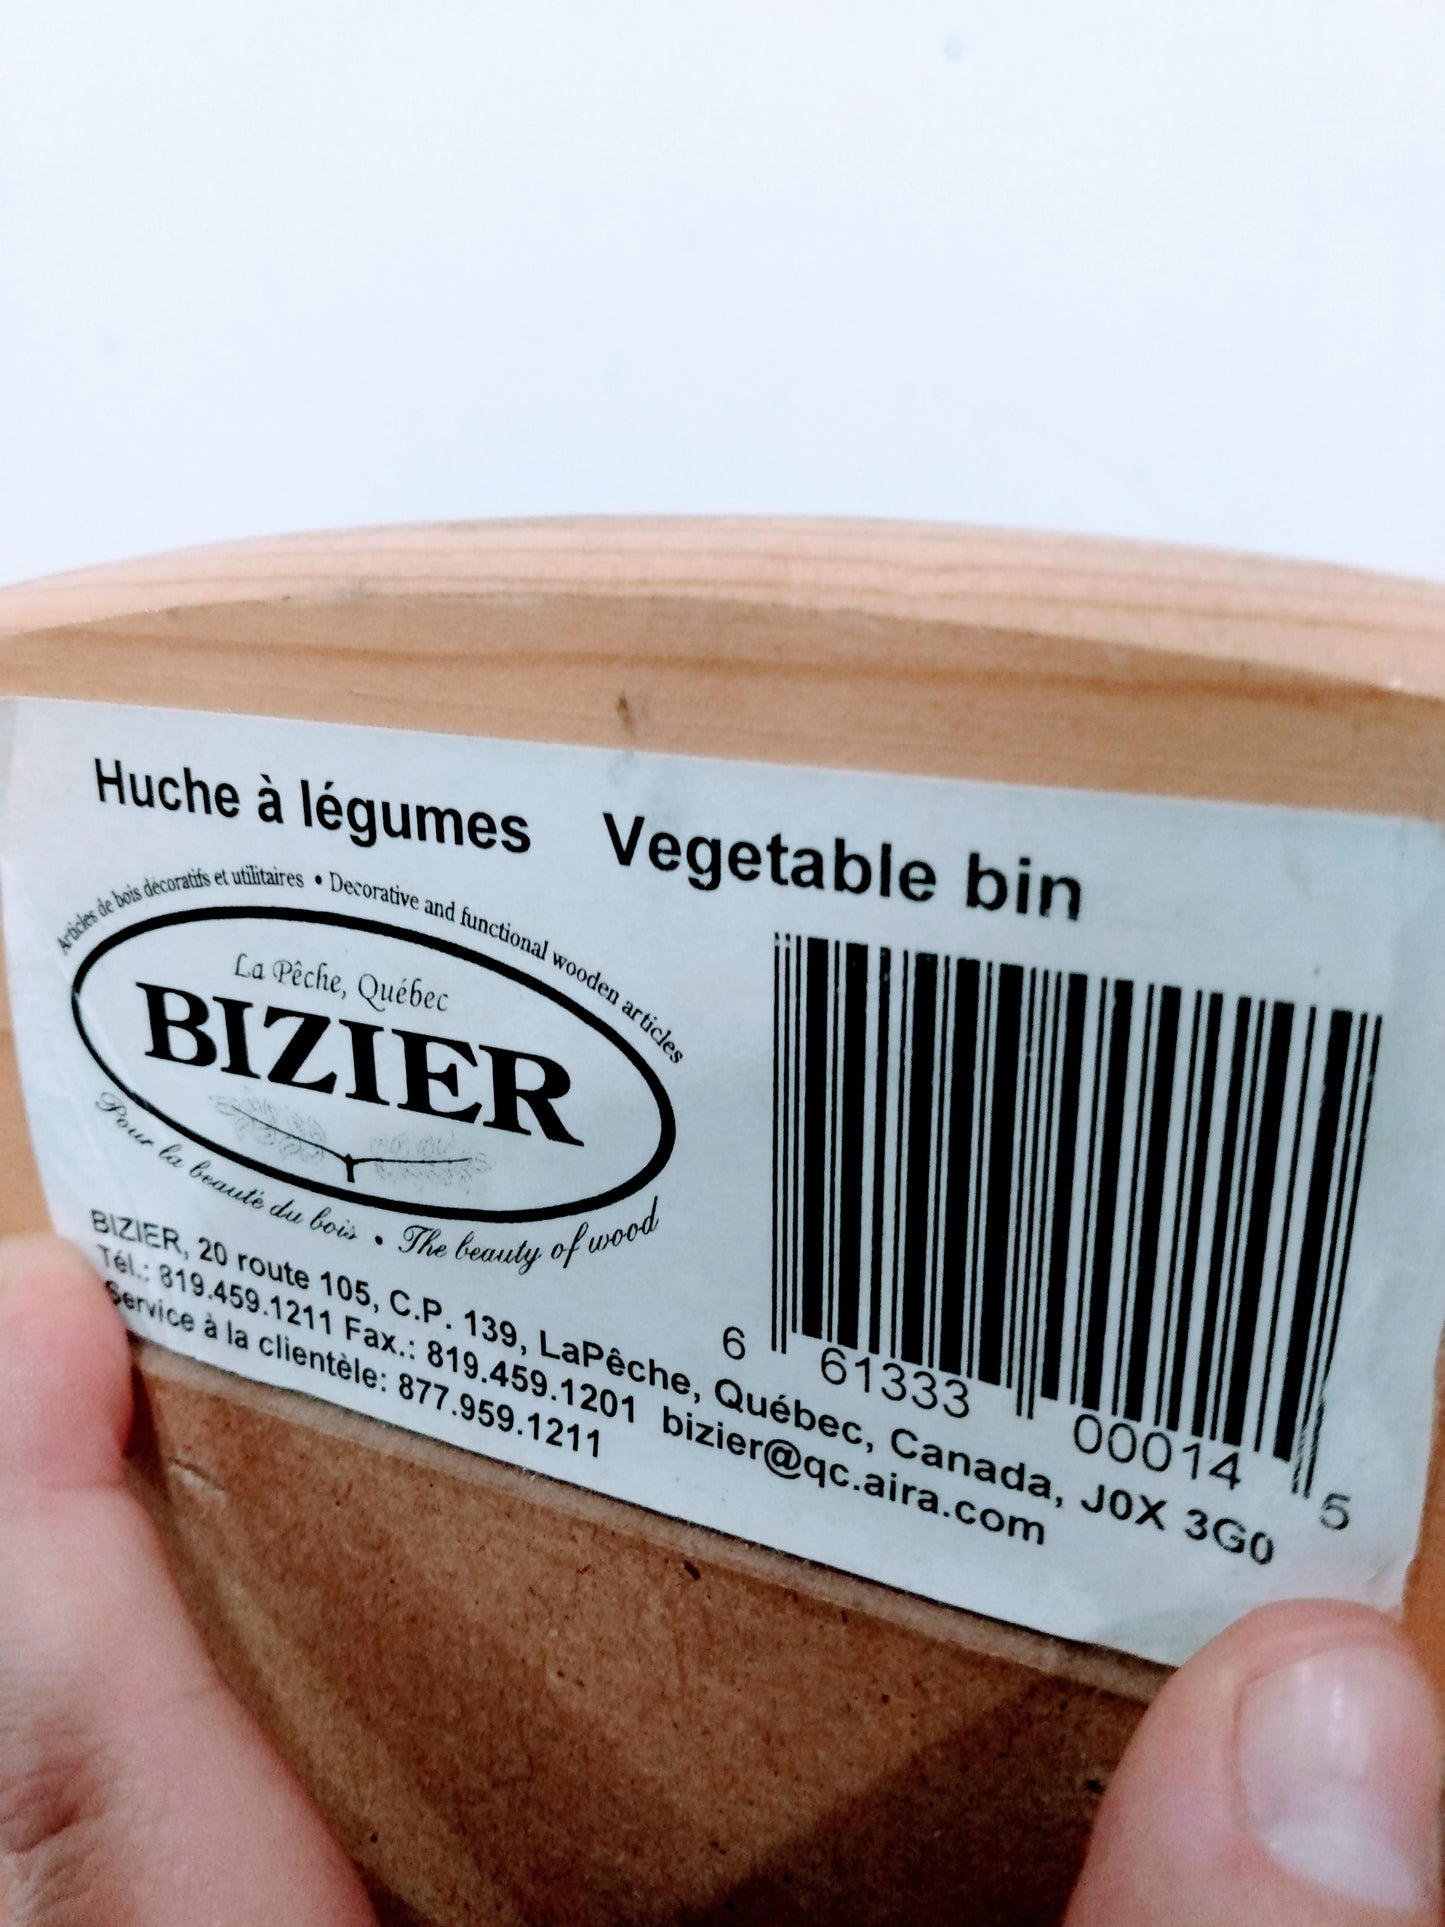 Huche à légumes Vegetable bin
Articles de bois décoratifs et utilitaires • Decorative and functional wooden articles
La Pêche, Québec
BIZIER
Pour la beauté du bois • The beauty of wood
BIZIER, 20 route 105, C.P. 139, LaPêche, Québec, Canada, J0X 3G0
Tél.: 819.459.1211 Fax.: 819.459.1201 bizier@qc.aira.com
Service à la clientèle: 877.959.1211
6 61333 00014 5